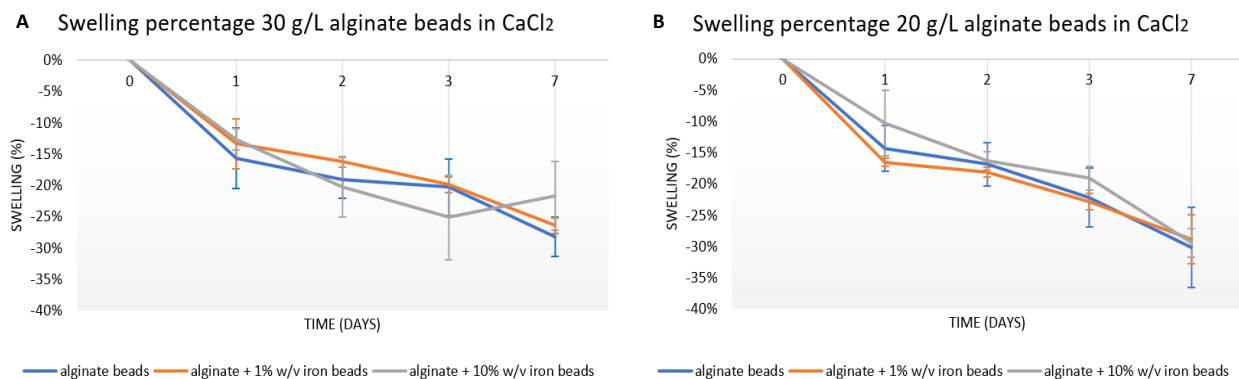 A Swelling percentage 30 g/L alginate beads in CaCl2
0%
-5%
-10%
-15%
-20%
-25%
-30%
-35%
-40%
0 1 2 3 7
SWELLING (%)
TIME (DAYS)
alginate beads alginate + 1% w/v iron beads alginate + 10% w/v iron beads
B Swelling percentage 20 g/L alginate beads in CaCl2
0%
-5%
-10%
-15%
-20%
-25%
-30%
-35%
-40%
0 1 2 3 7
SWELLING (%)
TIME (DAYS)
alginate beads alginate + 1% w/v iron beads alginate + 10% w/v iron beads